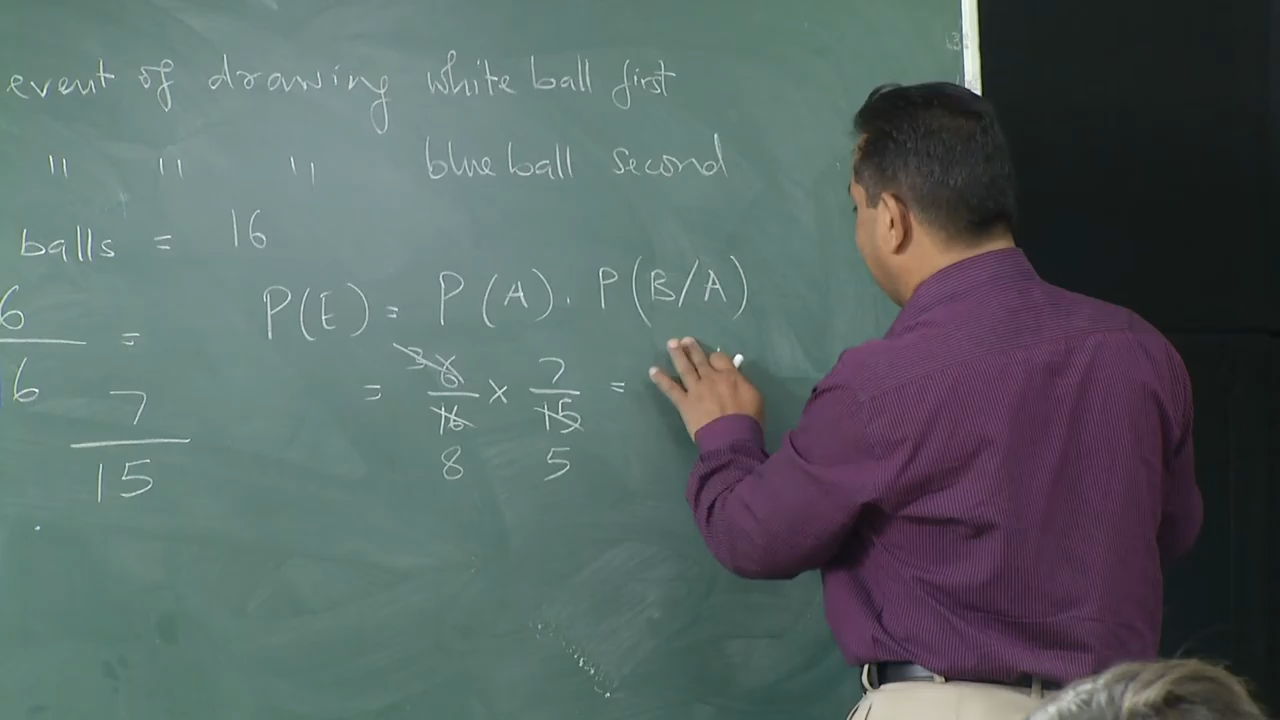 event of drawing white ball first
" " " blue ball second
balls = 16
6
6
=
7
15
P(E) = P(A) . P(B/A)
= 3 6/16 × 7/15 =
8 5